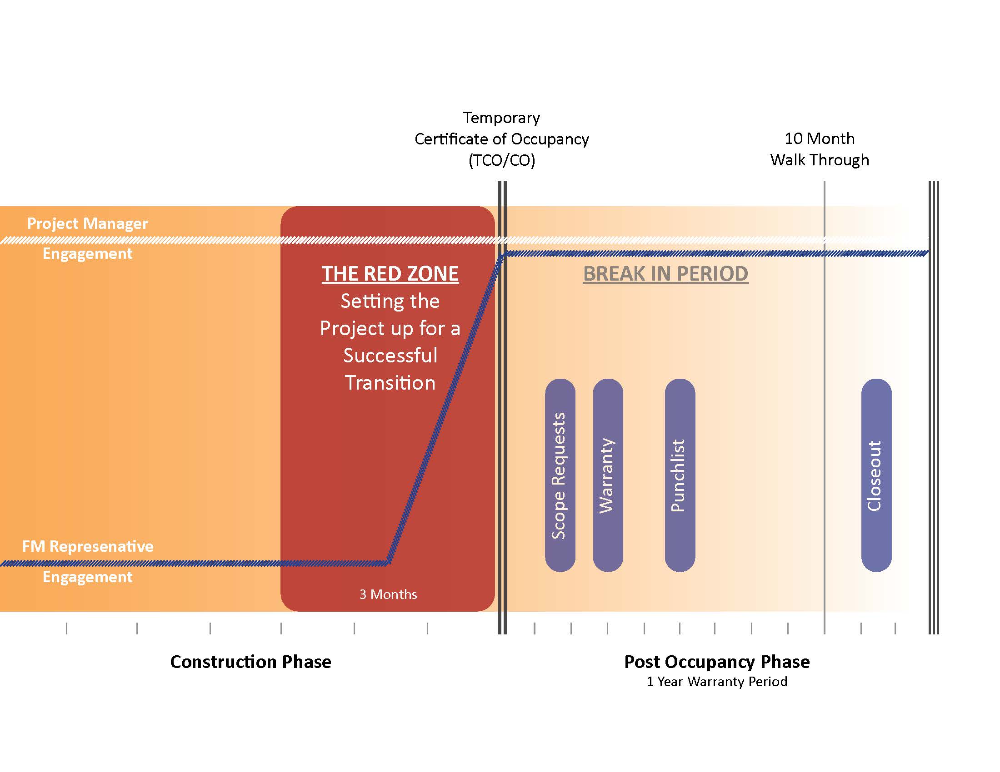 Temporary
Certificate of Occupancy
(TCO/CO)
10 Month
Walk Through
Project Manager
Engagement
THE RED ZONE
Setting the
Project up for a
Successful
Transition
BREAK IN PERIOD
Scope Requests
Warranty
Punchlist
Closeout
FM Represenative
Engagement
3 Months
Construction Phase
Post Occupancy Phase
1 Year Warranty Period